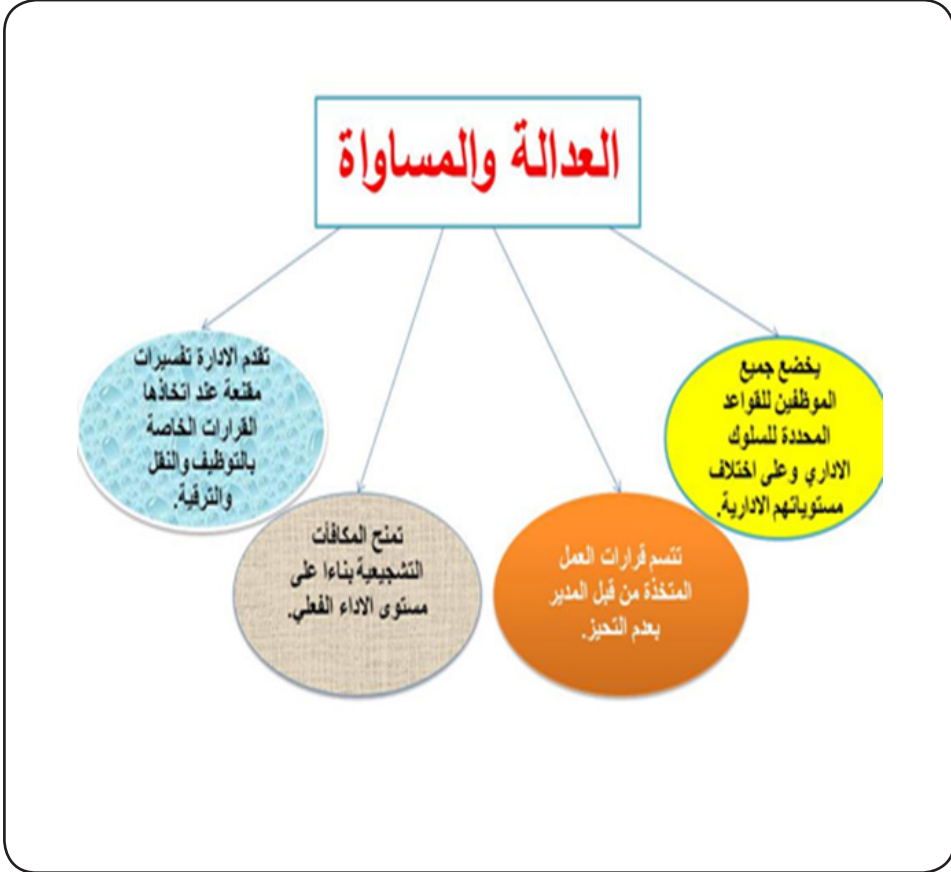 العدالة والمساواة
يخضع جميع
الموظفين للقواعد
المحددة للسلوك
الاداري وعلى اختلاف
مستوياتهم الادارية.
تتسم قرارات العمل
المتخذة من قبل المدير
بعدم التحيز.
تمنح المكافأت
التشجيعية بناءا على
مستوى الاداء الفعلي.
تقدم الادارة تفسيرات
مقنعة عند اتخاذها
القرارات الخاصة
بالتوظيف والنقل
والترقية.